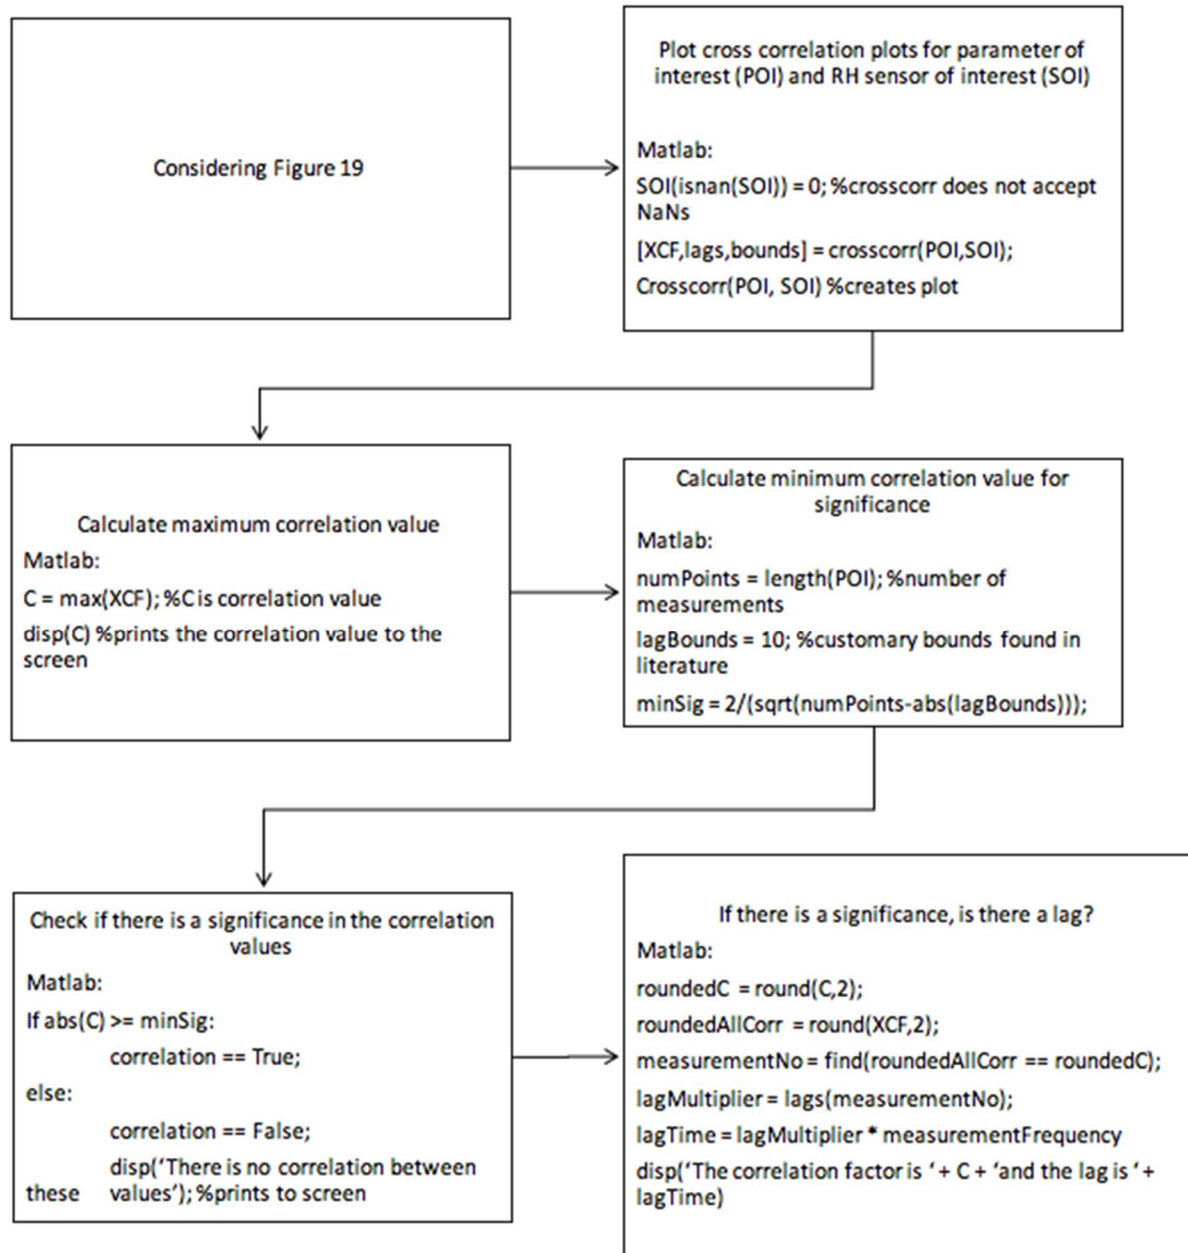 Considering Figure 19
Plot cross correlation plots for parameter of
interest (POI) and RH sensor of interest (SOI)
Matlab:
SOI(isnan(SOI)) = 0; %crosscorr does not accept
NaNs
[XCF,lags,bounds] = crosscorr(POI,SOI);
Crosscorr(POI, SOI) %creates plot
Calculate maximum correlation value
Matlab:
C = max(XCF); %C is correlation value
disp(C) %prints the correlation value to the
screen
Calculate minimum correlation value for
significance
Matlab:
numPoints = length(POI); %number of
measurements
lagBounds = 10; %customary bounds found in
literature
minSig = 2/(sqrt(numPoints-abs(lagBounds)));
Check if there is a significance in the correlation
values
Matlab:
If abs(C) >= minSig:
correlation == True;
else:
correlation == False;
disp(‘There is no correlation between
these values’); %prints to screen
If there is a significance, is there a lag?
Matlab:
roundedC = round(C,2);
roundedAllCorr = round(XCF,2);
measurementNo = find(roundedAllCorr == roundedC);
lagMultiplier = lags(measurementNo);
lagTime = lagMultiplier * measurementFrequency
disp(‘The correlation factor is ‘ + C + ‘and the lag is ‘ +
lagTime)